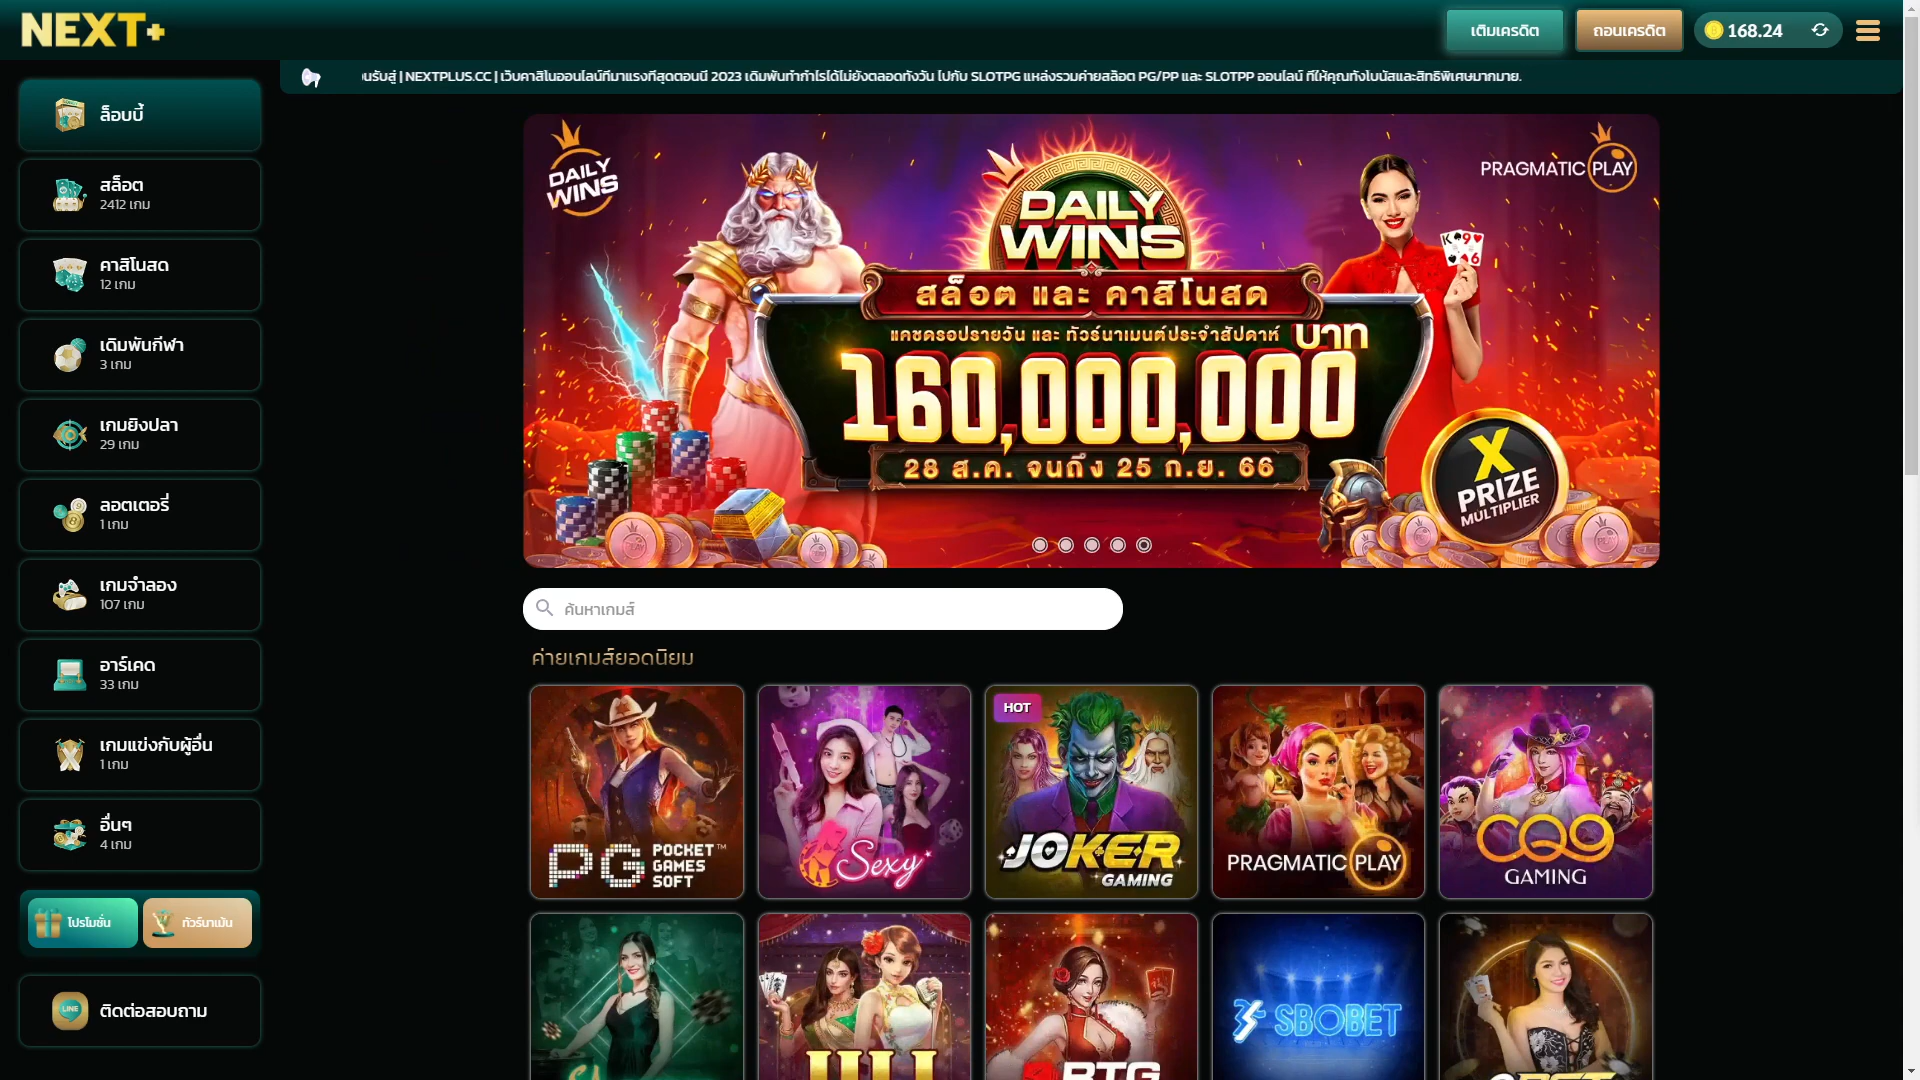 NEXT+
เติมเครดิต
ถอนเครดิต
168.24
นรับสู่ | NEXTPLUS.CC | เว็บคาสิโนออนไลน์ที่มาแรงที่สุดตอนนี้ 2023 เดิมพันทำกำไรได้ไม่ยั้งตลอดทั้งวัน ไปกับ SLOTPG แหล่งรวมค่ายสล็อต PG/PP และ SLOTPP ออนไลน์ ที่ให้คุณทั้งโบนัสและสิทธิพิเศษมากมาย.
ล็อบบี้
สล็อต
2412 เกม
คาสิโนสด
12 เกม
เดิมพันกีฬา
3 เกม
เกมยิงปลา
29 เกม
ลอตเตอรี่
1 เกม
เกมจำลอง
107 เกม
อาร์เคด
33 เกม
เกมแข่งกับผู้อื่น
1 เกม
อื่นๆ
4 เกม
โปรโมชั่น
ทัวร์นาเม้น
LINE
ติดต่อสอบถาม
DAILY
WINS
PRAGMATIC PLAY
DAILY
WINS
สล็อต และ คาสิโนสด
แคชดรอปรายวัน และ ทัวร์นาเมนต์ประจำสัปดาห์ บาท
160,000,000
28 ส.ค. จนถึง 25 ก.ย. 66
X
PRIZE
MULTIPLIER
ค้นหาเกมส์
ค่ายเกมส์ยอดนิยม
PG POCKET GAMES SOFT™
Sexy
HOT
JOKER
GAMING
PRAGMATIC PLAY
CQ9
GAMING
JILI
RTG
SBOBET